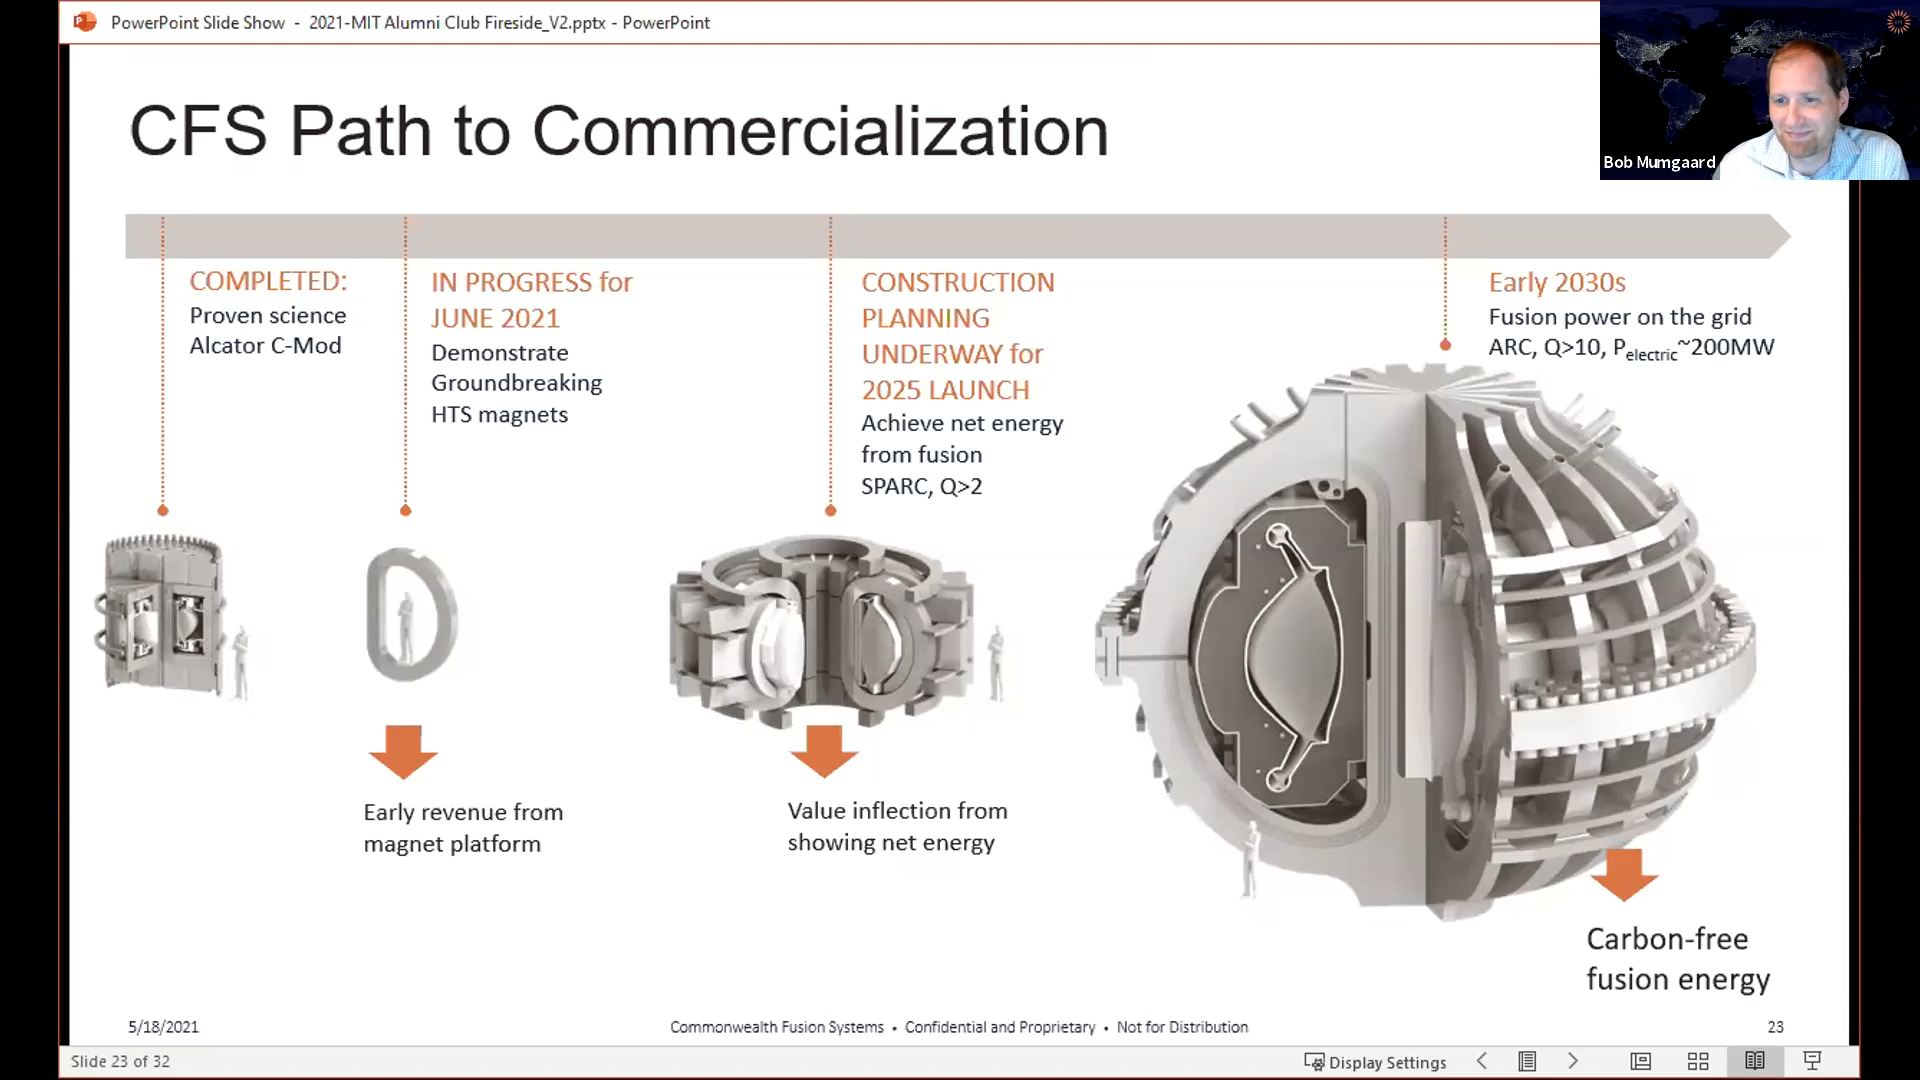 PowerPoint Slide Show - 2021-MIT Alumni Club Fireside_V2.pptx - PowerPoint
Bob Mumgaard
CFS Path to Commercialization
COMPLETED:
Proven science
Alcator C-Mod
IN PROGRESS for
JUNE 2021
Demonstrate
Groundbreaking
HTS magnets
CONSTRUCTION
PLANNING
UNDERWAY for
2025 LAUNCH
Achieve net energy
from fusion
SPARC, Q>2
Early 2030s
Fusion power on the grid
ARC, Q>10, Pelectric~200MW
Early revenue from
magnet platform
Value inflection from
showing net energy
Carbon-free
fusion energy
5/18/2021
Commonwealth Fusion Systems • Confidential and Proprietary • Not for Distribution
23
Slide 23 of 32
Display Settings